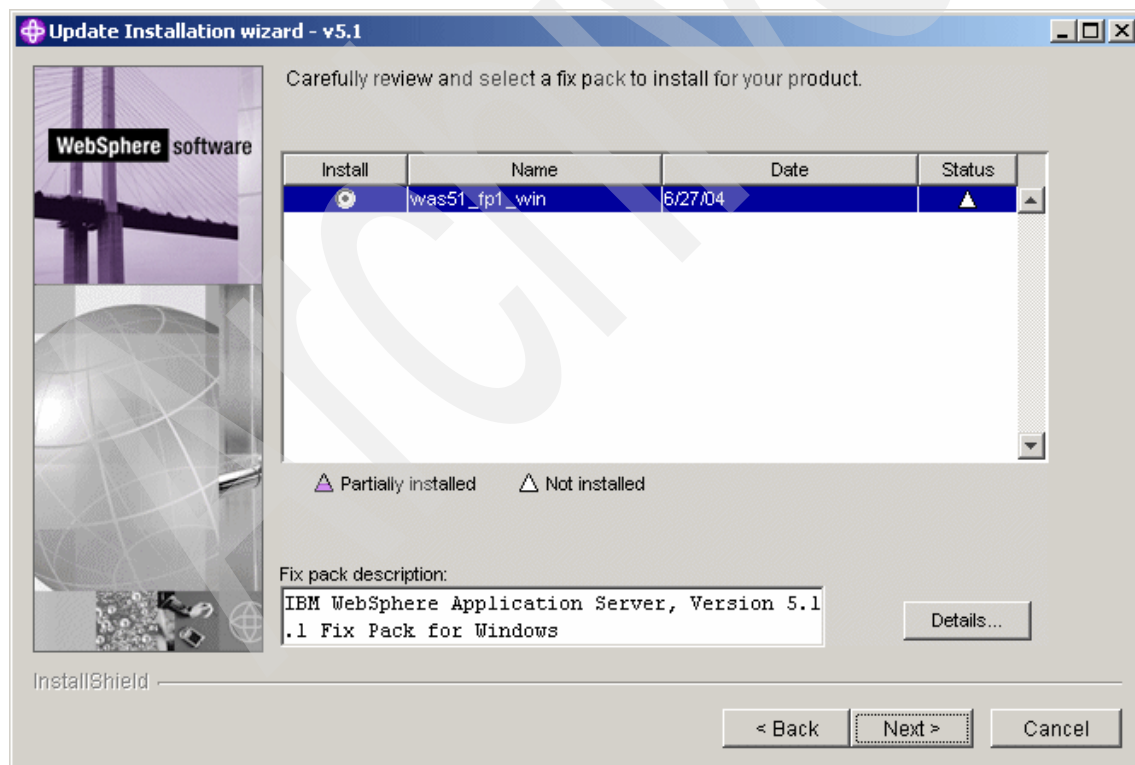 Update Installation wizard - v5.1
Carefully review and select a fix pack to install for your product.
WebSphere software
Install Name Date Status
was51_fp1_win 6/27/04
Partially installed Not installed
Fix pack description:
IBM WebSphere Application Server, Version 5.1
.1 Fix Pack for Windows
Details...
InstallShield
< Back Next > Cancel